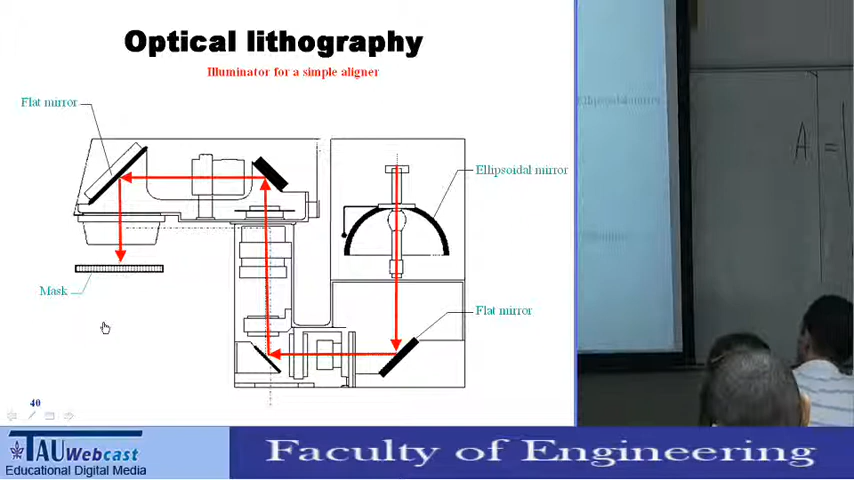 Optical lithography
Illuminator for a simple aligner
Flat mirror
Ellipsoidal mirror
Mask
Flat mirror
40
A =
TAU Webcast
Educational Digital Media
Faculty of Engineering